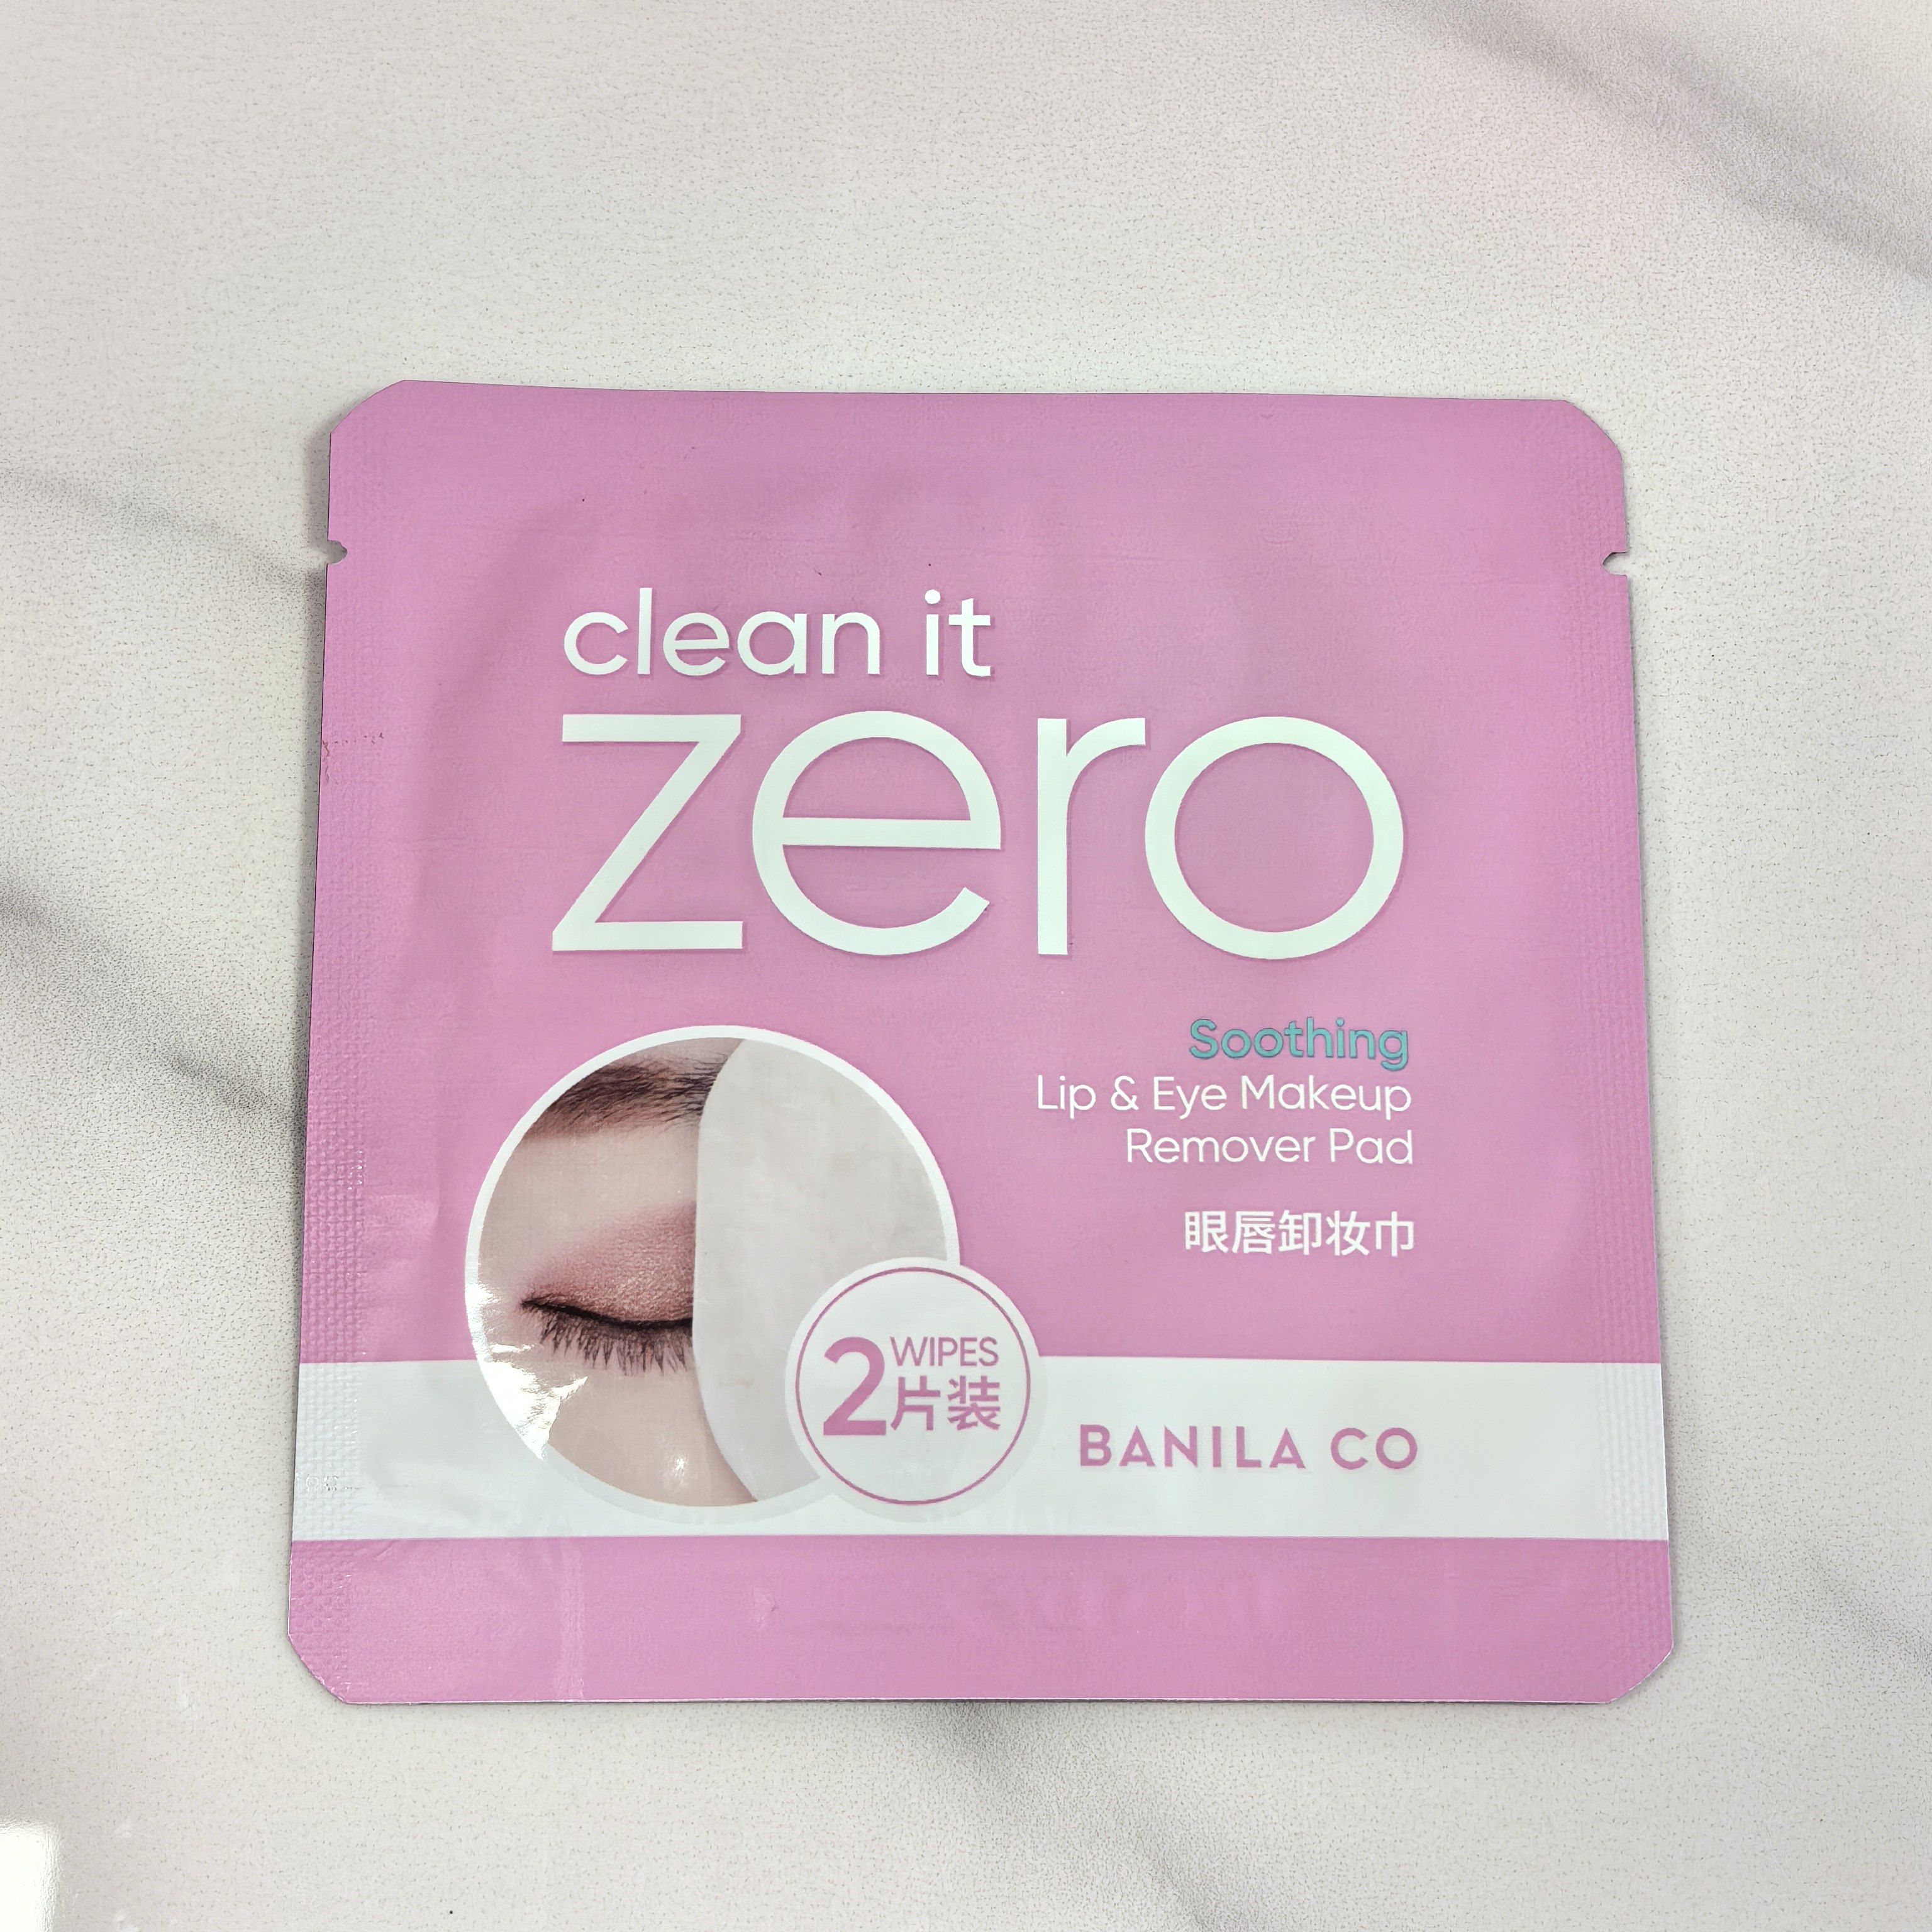 clean it
zero
Soothing
Lip & Eye Makeup
Remover Pad
眼唇卸妆巾
2 WIPES
片装
BANILA CO